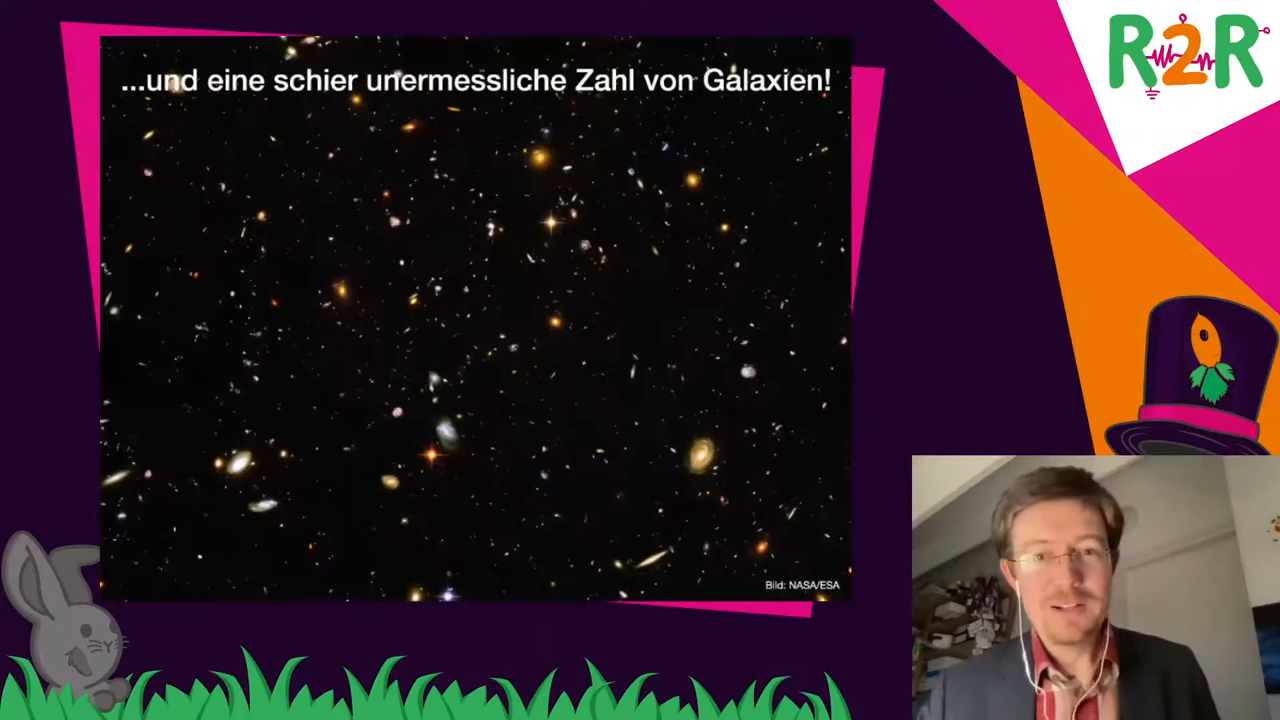 ...und eine schier unermessliche Zahl von Galaxien!
R2R
Bild: NASA/ESA